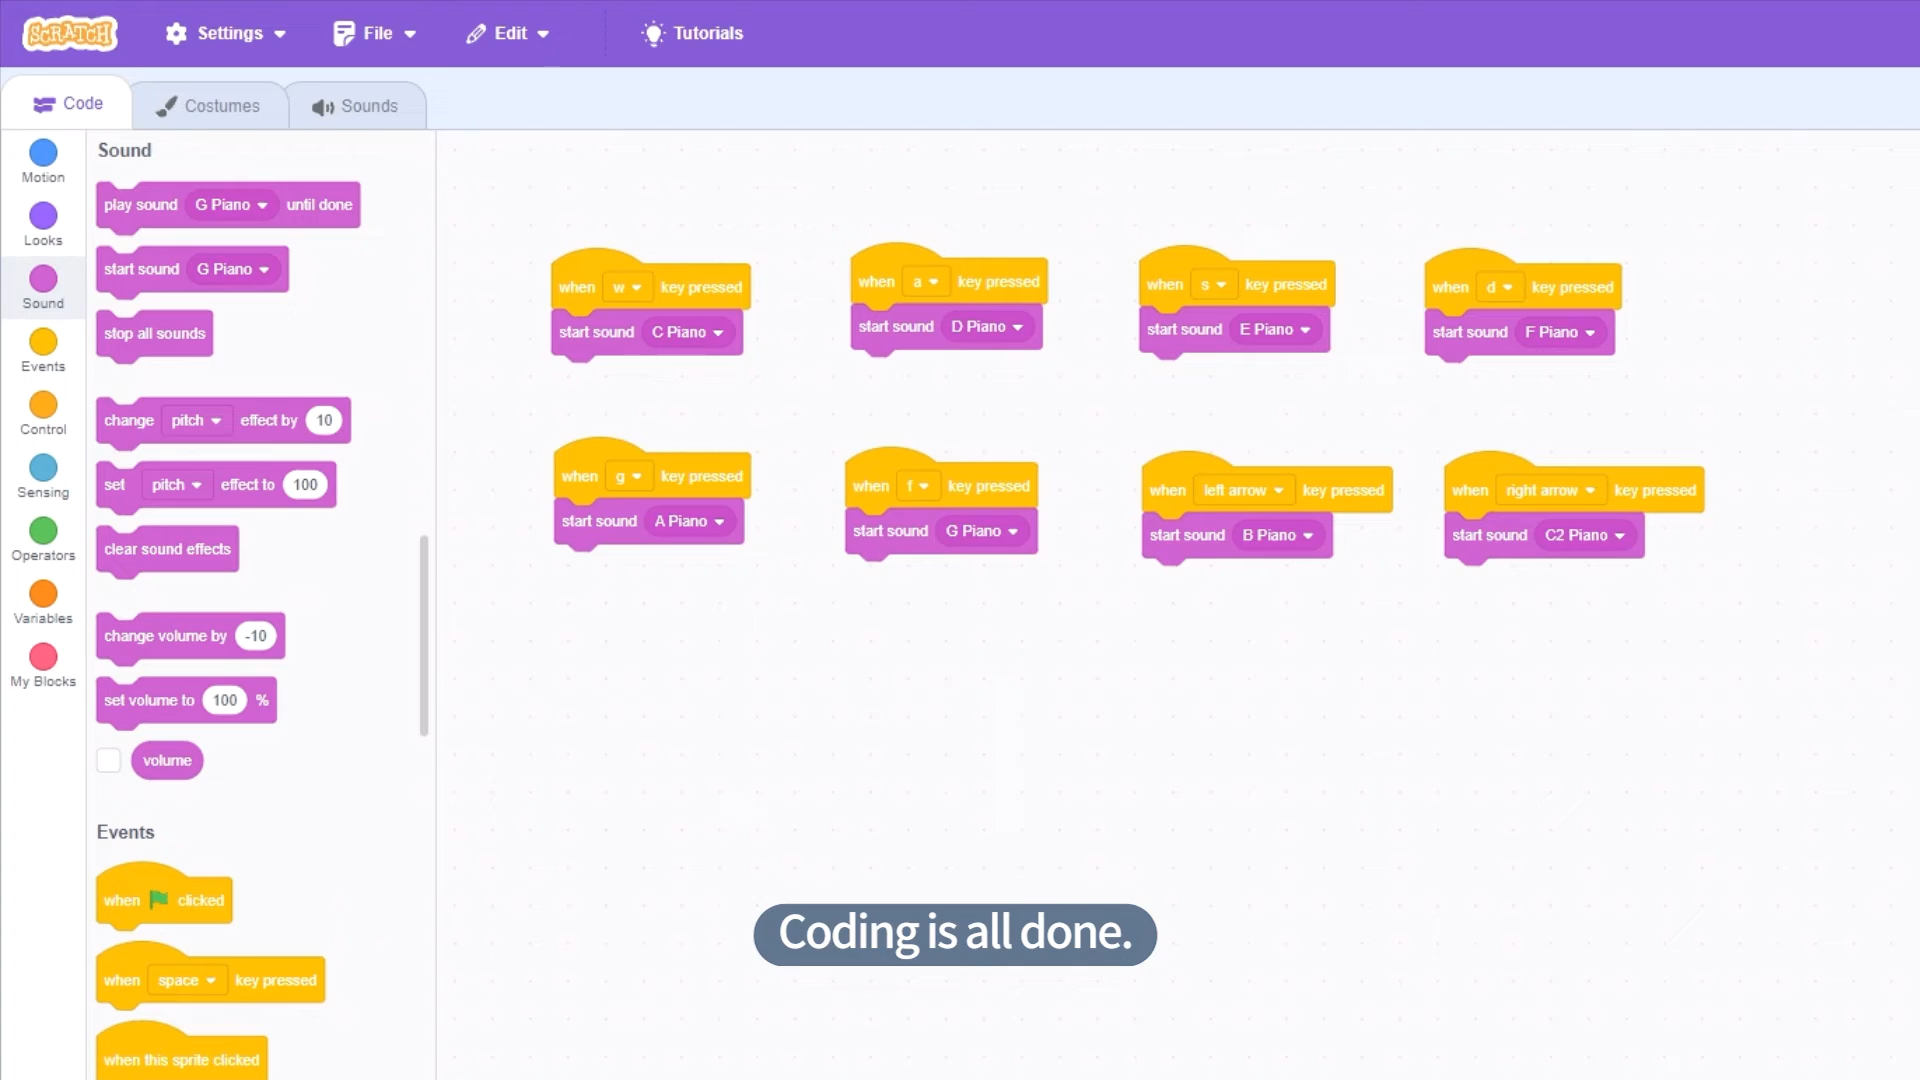 SCRATCH
Settings
File
Edit
Tutorials
Code
Costumes
Sounds
Motion
Looks
Sound
Events
Control
Sensing
Operators
Variables
My Blocks
Sound
play sound G Piano until done
start sound G Piano
stop all sounds
change pitch effect by 10
set pitch effect to 100
clear sound effects
change volume by -10
set volume to 100 %
volume
Events
when clicked
when space key pressed
when this sprite clicked
when w key pressed
start sound C Piano
when a key pressed
start sound D Piano
when s key pressed
start sound E Piano
when d key pressed
start sound F Piano
when g key pressed
start sound A Piano
when f key pressed
start sound G Piano
when left arrow key pressed
start sound B Piano
when right arrow key pressed
start sound C2 Piano
Coding is all done.